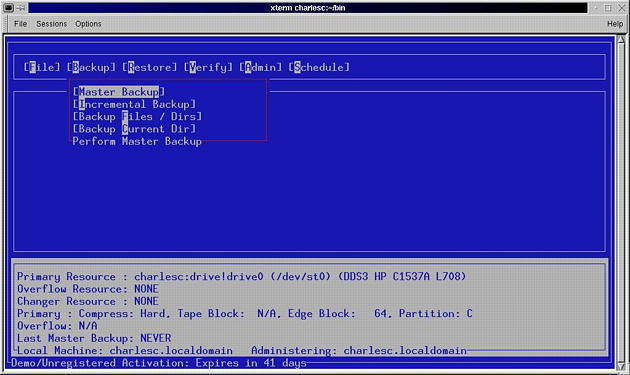 xterm charlesc:~/bin
File Sessions Options Help
[File] [Backup] [Restore] [Verify] [Admin] [Schedule]
[Master Backup]
[Incremental Backup]
[Backup Files / Dirs]
[Backup Current Dir]
Perform Master Backup
Primary Resource : charlesc:drive!drive0 (/dev/st0) (DDS3 HP C1537A L708)
Overflow Resource: NONE
Changer Resource : NONE
Primary : Compress: Hard, Tape Block:  N/A, Edge Block:   64, Partition: C
Overflow: N/A
Last Master Backup: NEVER
Local Machine: charlesc.localdomain   Administering: charlesc.localdomain
Demo/Unregistered Activation: Expires in 41 days